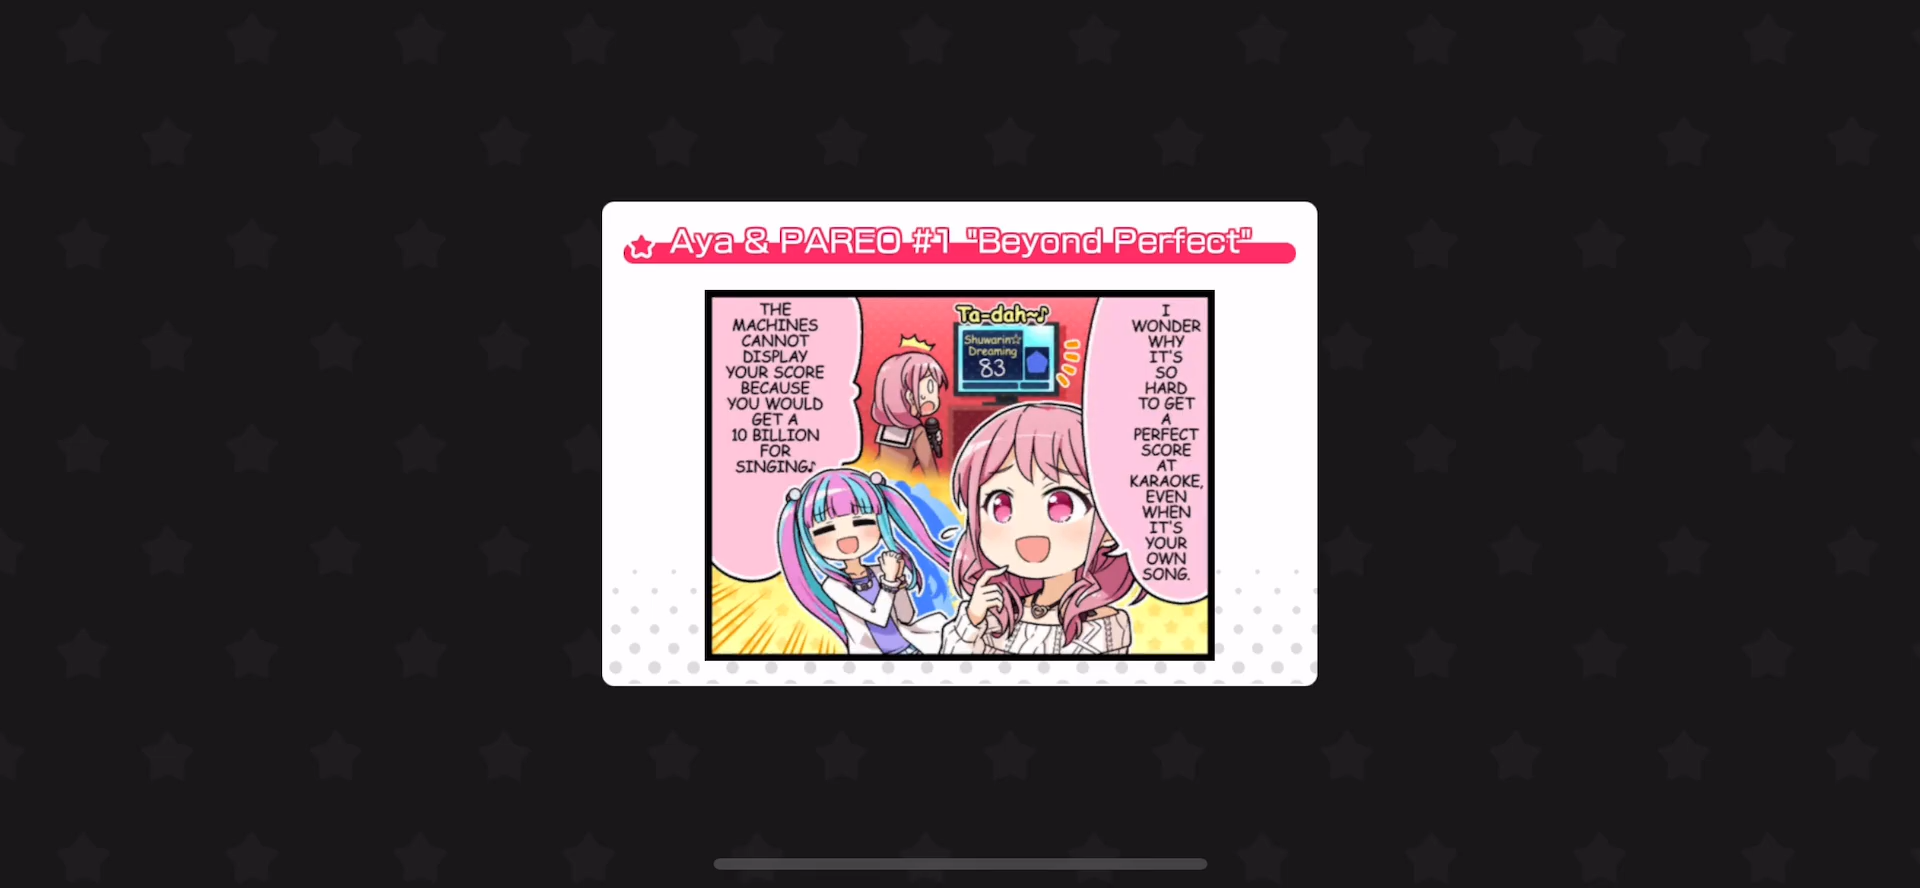 Aya & PAREO #1 "Beyond Perfect"
I
WONDER
WHY
IT'S
SO
HARD
TO GET
A
PERFECT
SCORE
AT
KARAOKE,
EVEN
WHEN
IT'S
YOUR
OWN
SONG.
Ta-dah~♪
Shuwarin☆
Dreaming
83
THE
MACHINES
CANNOT
DISPLAY
YOUR SCORE
BECAUSE
YOU WOULD
GET A
10 BILLION
FOR
SINGING♪